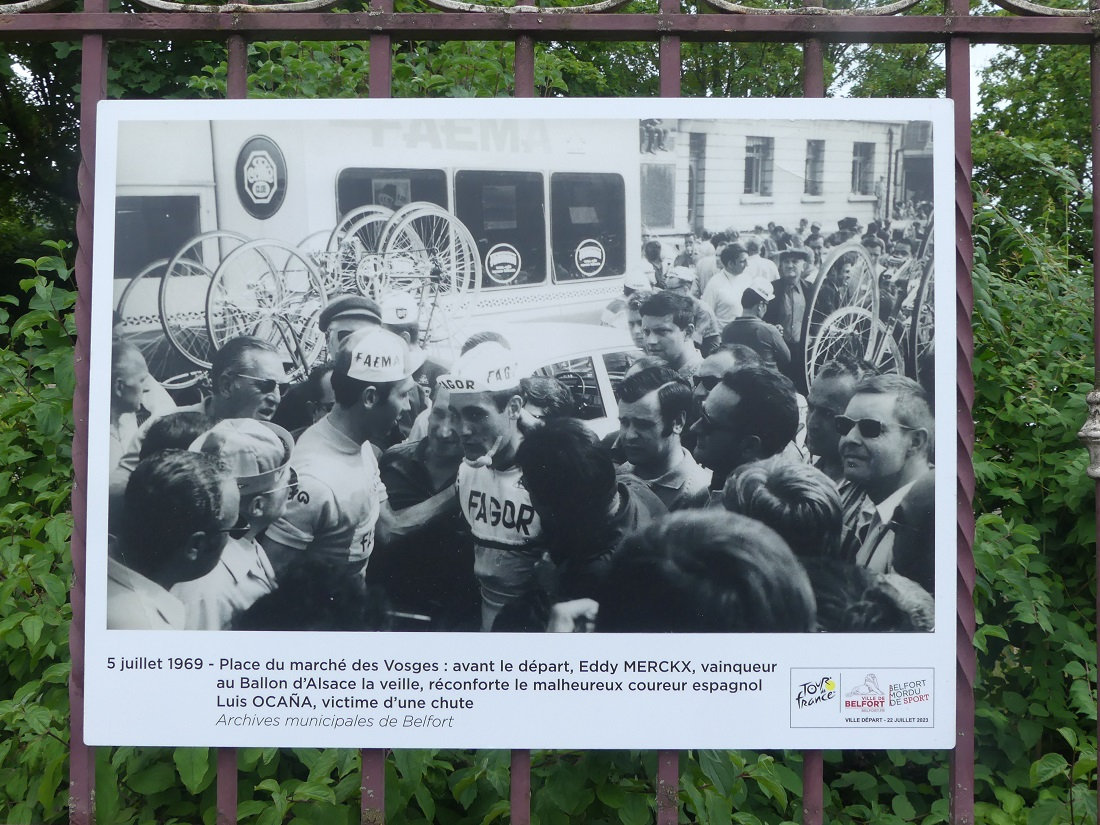 FAEMA
FAEMA
FAGOR
FAGOR
5 juillet 1969 - Place du marché des Vosges : avant le départ, Eddy MERCKX, vainqueur
au Ballon d'Alsace la veille, réconforte le malheureux coureur espagnol
Luis OCAÑA, victime d'une chute
Archives municipales de Belfort
TOUR de france
VILLE DE
BELFORT
BELFORT.FR
BELFORT
MORDU
DE SPORT
VILLE DÉPART - 22 JUILLET 2023